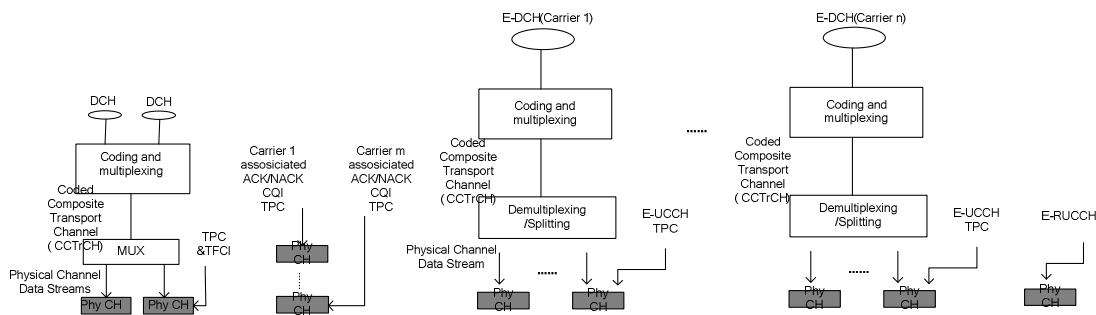 DCH
DCH
Coding and
multiplexing
Coded
Composite
Transport
Channel
( CCTrCH)
MUX
TPC
&TFCI
Physical Channel
Data Streams
Phy CH
Phy CH
Carrier 1
assosiciated
ACK/NACK
CQI
TPC
Phy
CH
Phy
CH
Carrier m
assosiciated
ACK/NACK
CQI
TPC
E-DCH(Carrier 1)
Coding and
multiplexing
Coded
Composite
Transport
Channel
( CCTrCH)
Demultiplexing
/Splitting
E-UCCH
TPC
Physical Channel
Data Stream
......
Phy
CH
Phy
CH
......
E-DCH(Carrier n)
Coding and
multiplexing
Coded
Composite
Transport
Channel
( CCTrCH)
Demultiplexing
/Splitting
E-UCCH
TPC
......
Phy
CH
Phy
CH
E-RUCCH
Phy
CH